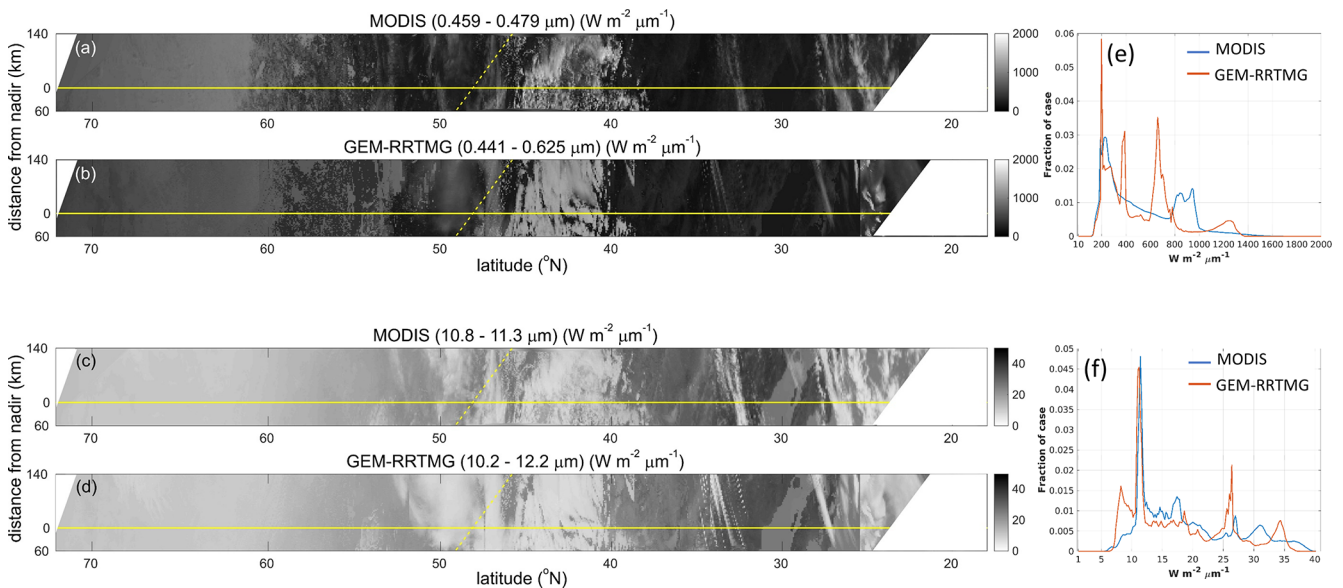 MODIS (0.459 - 0.479 μm) (W m⁻² μm⁻¹)
(a)
140
0
60
70 60 50 40 30 20
2000
1000
0
GEM-RRTMG (0.441 - 0.625 μm) (W m⁻² μm⁻¹)
(b)
140
0
60
70 60 50 40 30 20
2000
1000
0
distance from nadir (km)
latitude (°N)
(e)
MODIS
GEM-RRTMG
Fraction of case
0.06
0.05
0.04
0.03
0.02
0.01
0
10 200 400 600 800 1000 1200 1400 1600 1800 2000
W m⁻² μm⁻¹
MODIS (10.8 - 11.3 μm) (W m⁻² μm⁻¹)
(c)
140
0
60
70 60 50 40 30 20
40
20
0
GEM-RRTMG (10.2 - 12.2 μm) (W m⁻² μm⁻¹)
(d)
140
0
60
70 60 50 40 30 20
40
20
0
distance from nadir (km)
latitude (°N)
(f)
MODIS
GEM-RRTMG
Fraction of case
0.05
0.045
0.04
0.035
0.03
0.025
0.02
0.015
0.01
0.005
0
1 5 10 15 20 25 30 35 40
W m⁻² μm⁻¹